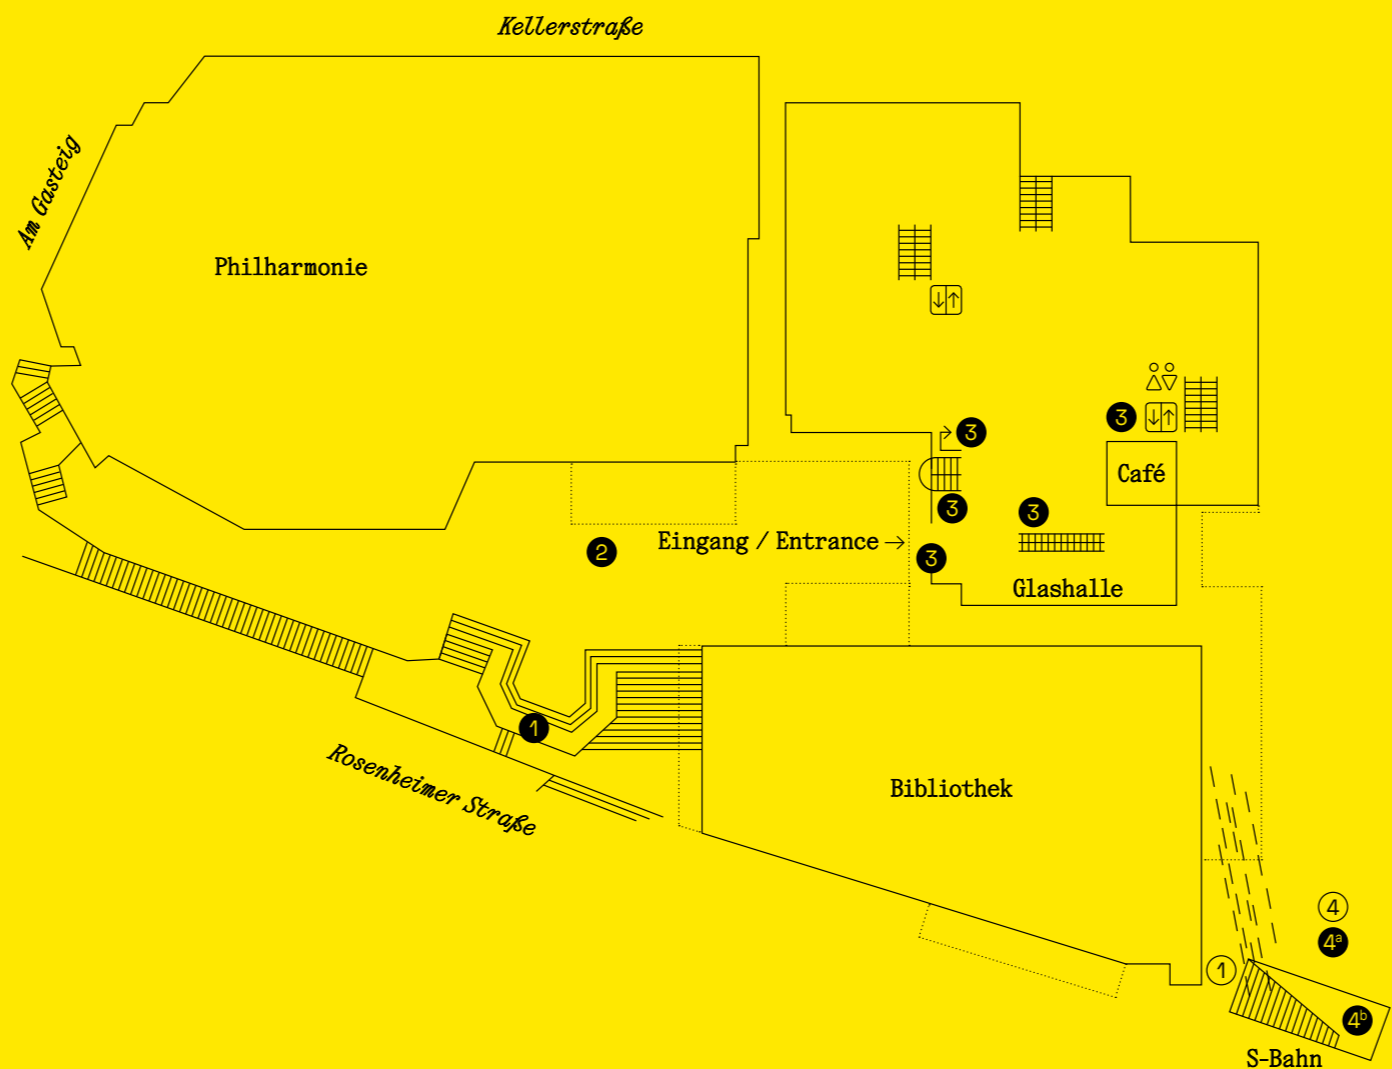 Kellerstraße
Am Gasteig
Philharmonie
3
3
Café
3
3
2
Eingang / Entrance →
3
Glashalle
1
Rosenheimer Straße
Bibliothek
4
4ª
1
4ᵇ
S-Bahn